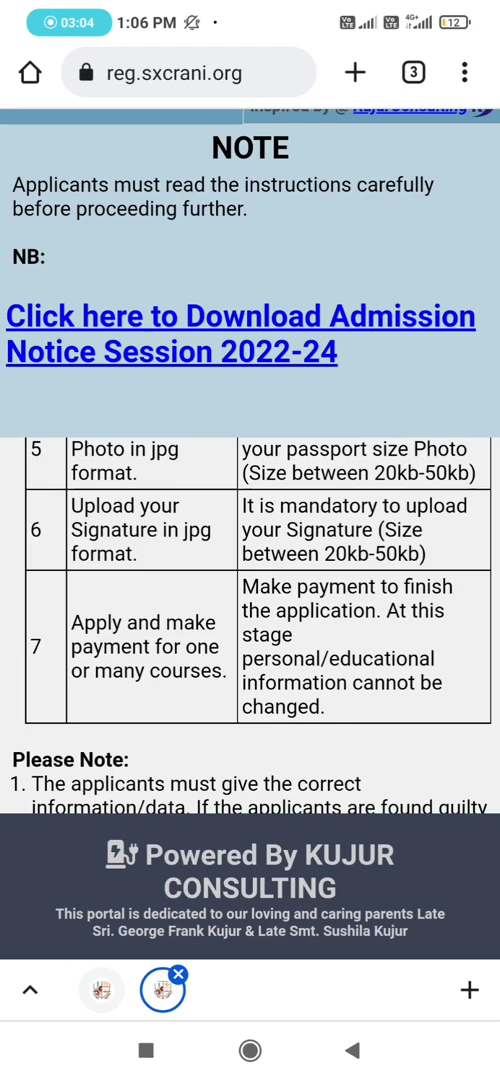 03:04 1:06 PM
4G+ 12
reg.sxcrani.org 3
Inspired by @ Kujur Consulting
NOTE
Applicants must read the instructions carefully
before proceeding further.
NB:
Click here to Download Admission
Notice Session 2022-24
5 Photo in jpg format. your passport size Photo (Size between 20kb-50kb)
6 Upload your Signature in jpg format. It is mandatory to upload your Signature (Size between 20kb-50kb)
7 Apply and make payment for one or many courses. Make payment to finish the application. At this stage personal/educational information cannot be changed.
Please Note:
1. The applicants must give the correct
information/data. If the applicants are found guilty
Powered By KUJUR
CONSULTING
This portal is dedicated to our loving and caring parents Late
Sri. George Frank Kujur & Late Smt. Sushila Kujur